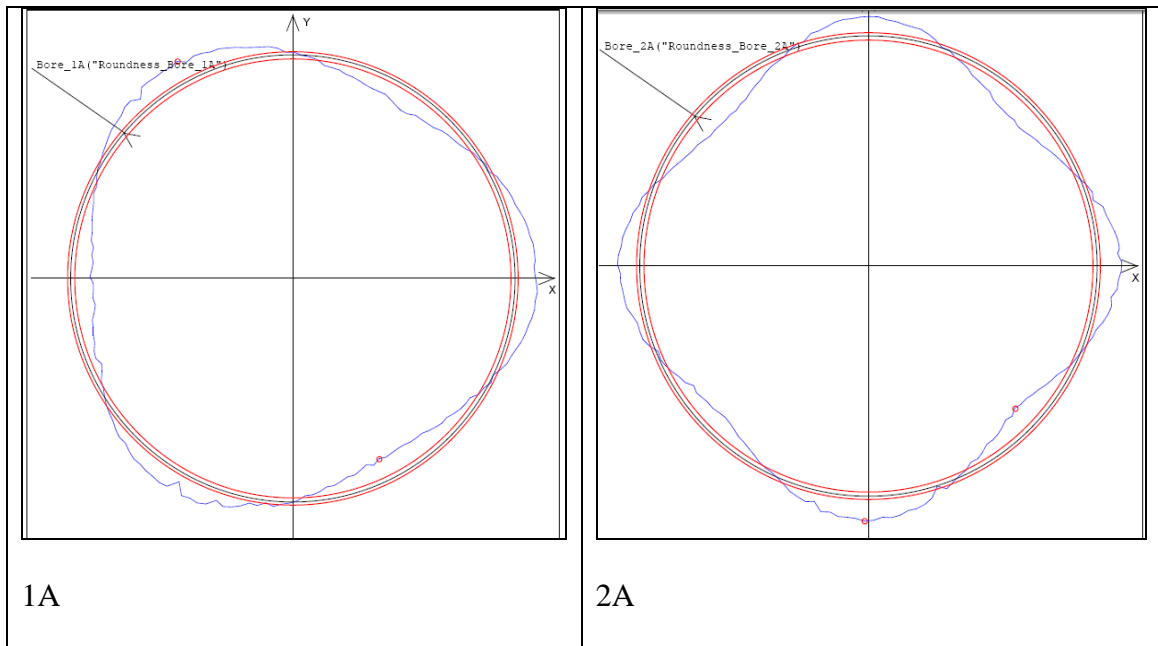 Y
Bore_1A("Roundness_Bore_1A")
X
Bore_2A("Roundness_Bore_2A")
X
1A
2A